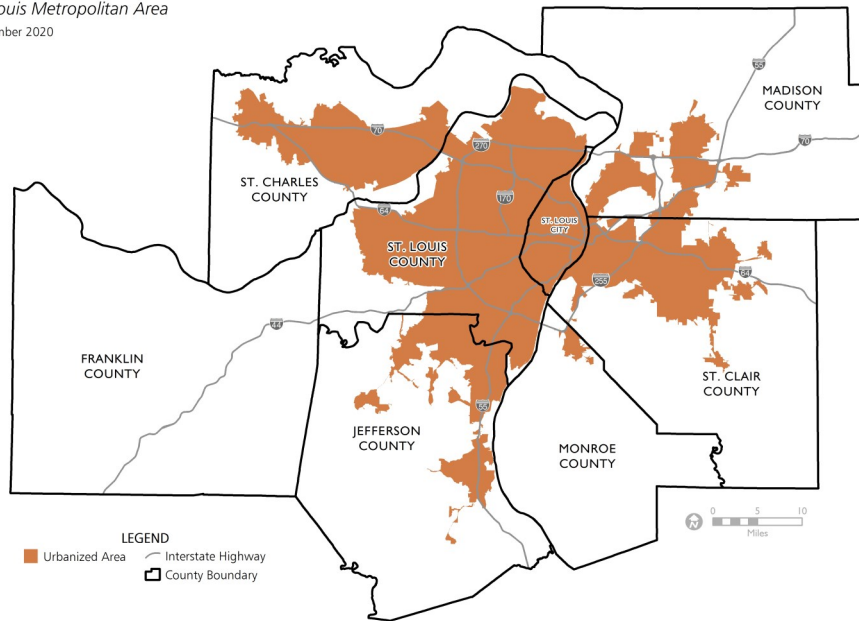 ouis Metropolitan Area
mber 2020
55
MADISON
COUNTY
70
70
270
ST. CHARLES
COUNTY
170
64
ST. LOUIS
CITY
ST. LOUIS
COUNTY
255
64
44
FRANKLIN
COUNTY
ST. CLAIR
COUNTY
55
JEFFERSON
COUNTY
MONROE
COUNTY
0 5 10
Miles
LEGEND
Urbanized Area
Interstate Highway
County Boundary